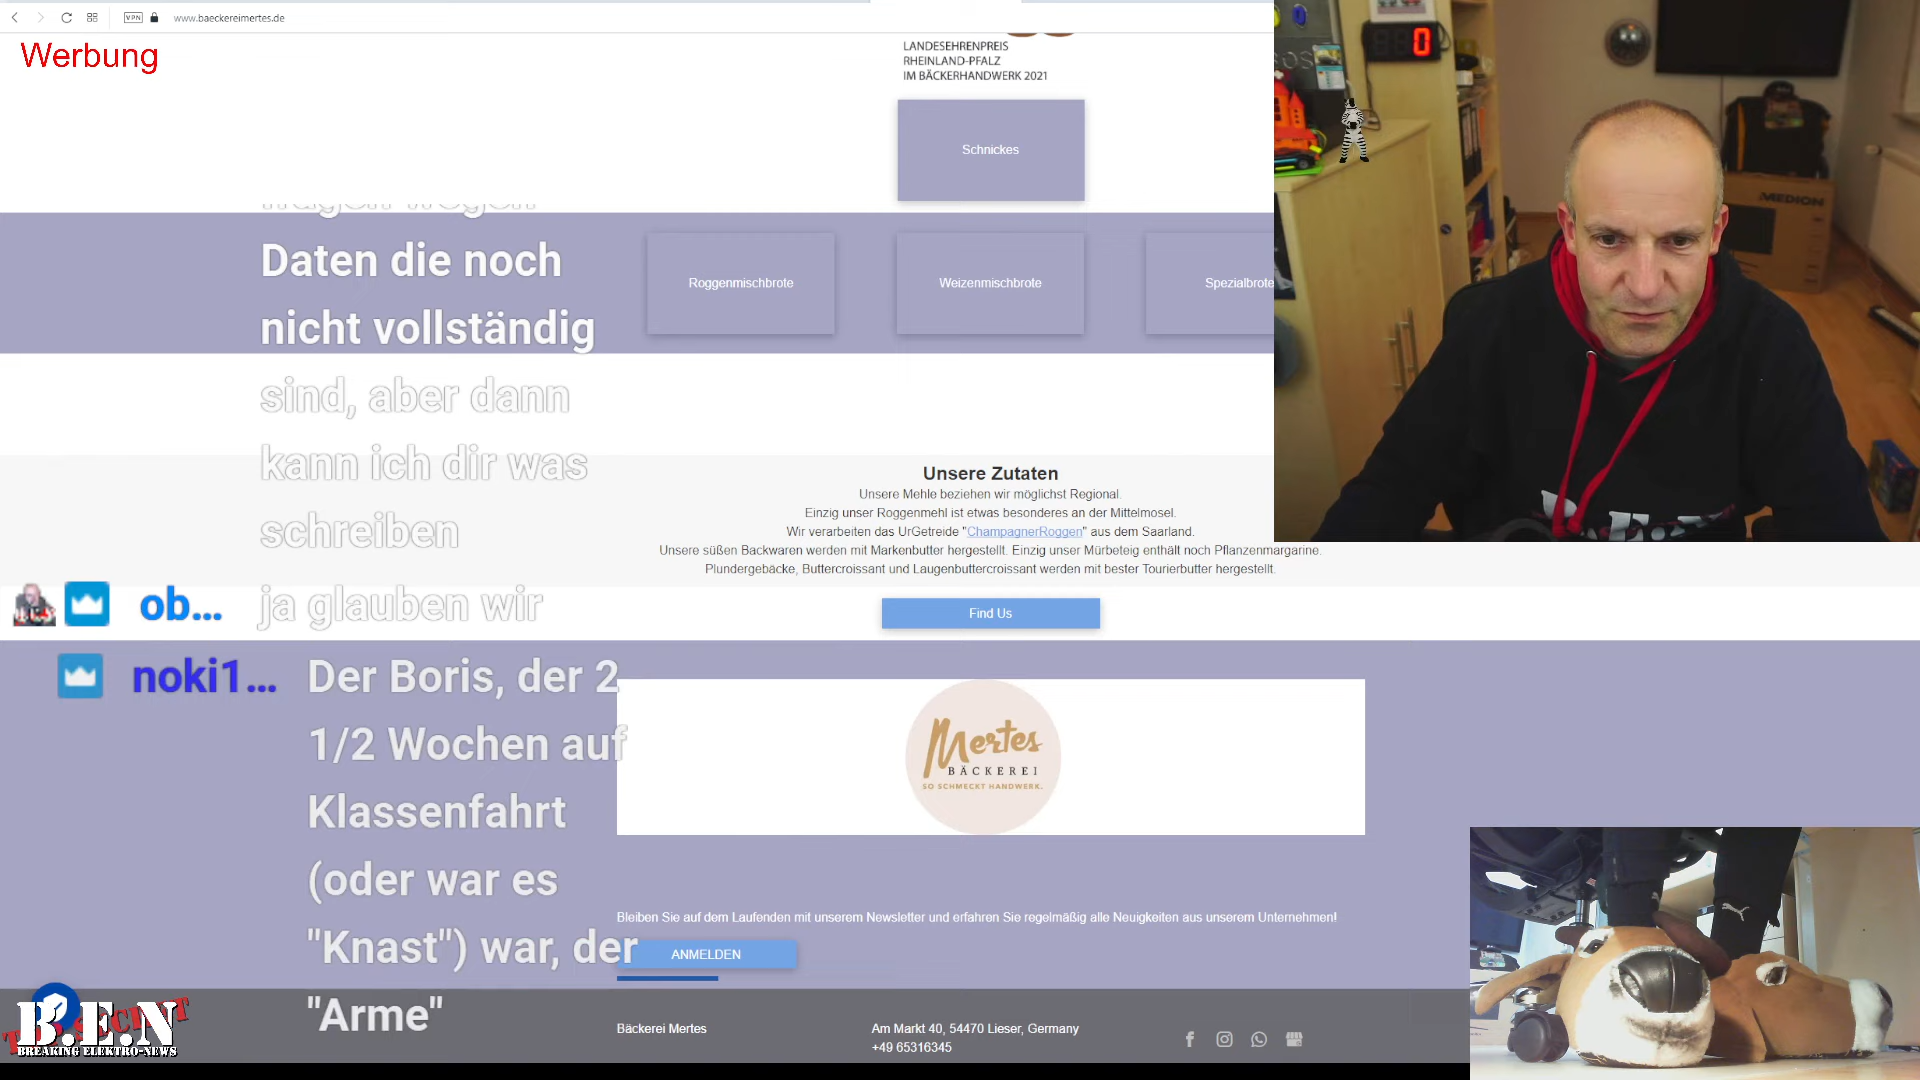 www.baeckereimertes.de
VPN
Werbung
LANDESEHRENPREIS
RHEINLAND-PFALZ
IM BÄCKERHANDWERK 2021
Schnickes
Roggenmischbrote
Weizenmischbrote
Spezialbrote
Daten die noch
nicht vollständig
sind, aber dann
kann ich dir was
schreiben
ob... ja glauben wir
noki1... Der Boris, der 2
1/2 Wochen auf
Klassenfahrt
(oder war es
"Knast") war, der
"Arme"
Unsere Zutaten
Unsere Mehle beziehen wir möglichst Regional.
Einzig unser Roggenmehl ist etwas besonderes an der Mittelmosel.
Wir verarbeiten das UrGetreide "ChampagnerRoggen" aus dem Saarland.
Unsere süßen Backwaren werden mit Markenbutter hergestellt. Einzig unser Mürbeteig enthält noch Pflanzenmargarine.
Plundergebäcke, Buttercroissant und Laugenbuttercroissant werden mit bester Tourierbutter hergestellt.
Find Us
Mertes
BÄCKEREI
SO SCHMECKT HANDWERK.
Bleiben Sie auf dem Laufenden mit unserem Newsletter und erfahren Sie regelmäßig alle Neuigkeiten aus unserem Unternehmen!
ANMELDEN
Bäckerei Mertes
Am Markt 40, 54470 Lieser, Germany
+49 65316345
B.E.N
BREAKING ELEKTRO-NEWS
MEDION
0